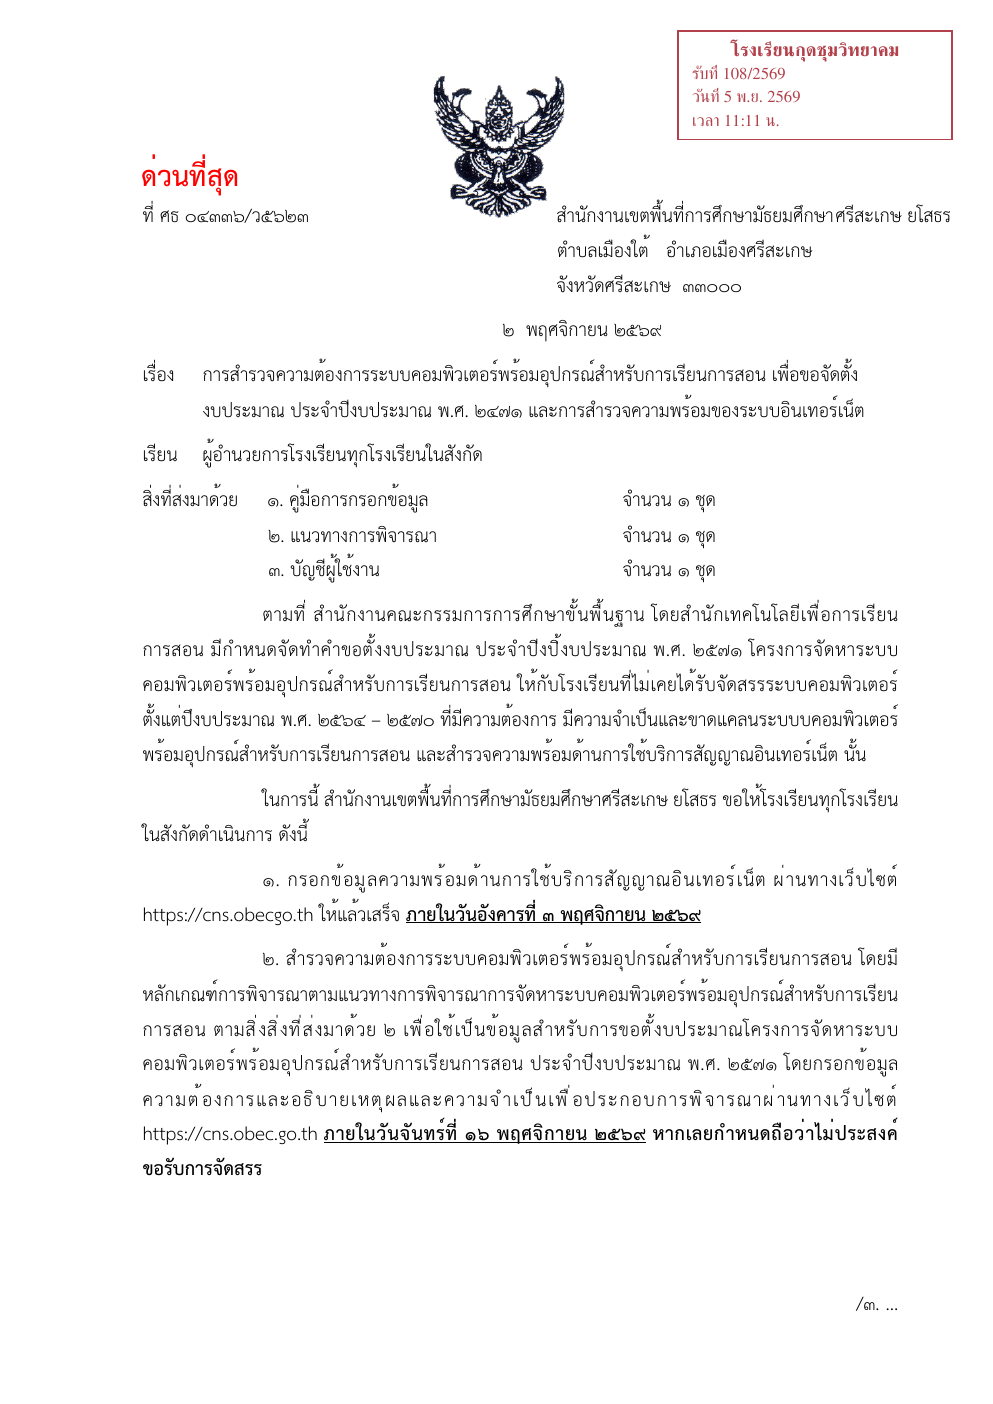 โรงเรียนกุดชุมวิทยาคม
รับที่ 108/2569
วันที่ 5 พ.ย. 2569
เวลา 11:11 น.
ด่วนที่สุด
ที่ ศธ ๐๔๓๓๖/ว๕๖๒๓
สำนักงานเขตพื้นที่การศึกษามัธยมศึกษาศรีสะเกษ ยโสธร
ตำบลเมืองใต้ อำเภอเมืองศรีสะเกษ
จังหวัดศรีสะเกษ ๓๓๐๐๐
๒ พฤศจิกายน ๒๕๖๙
เรื่อง การสำรวจความต้องการระบบคอมพิวเตอร์พร้อมอุปกรณ์สำหรับการเรียนการสอน เพื่อขอจัดตั้ง
งบประมาณ ประจำปีงบประมาณ พ.ศ. ๒๔๗๑ และการสำรวจความพร้อมของระบบอินเทอร์เน็ต
เรียน ผู้อำนวยการโรงเรียนทุกโรงเรียนในสังกัด
สิ่งที่ส่งมาด้วย ๑. คู่มือการกรอกข้อมูล จำนวน ๑ ชุด
๒. แนวทางการพิจารณา จำนวน ๑ ชุด
๓. บัญชีผู้ใช้งาน จำนวน ๑ ชุด
ตามที่ สำนักงานคณะกรรมการการศึกษาขั้นพื้นฐาน โดยสำนักเทคโนโลยีเพื่อการเรียน
การสอน มีกำหนดจัดทำคำขอตั้งงบประมาณ ประจำปีงปิ้งบประมาณ พ.ศ. ๒๕๗๑ โครงการจัดหาระบบ
คอมพิวเตอร์พร้อมอุปกรณ์สำหรับการเรียนการสอน ให้กับโรงเรียนที่ไม่เคยได้รับจัดสรรระบบคอมพิวเตอร์
ตั้งแต่ปีงบประมาณ พ.ศ. ๒๕๖๔ – ๒๕๗๐ ที่มีความต้องการ มีความจำเป็นและขาดแคลนระบบบคอมพิวเตอร์
พร้อมอุปกรณ์สำหรับการเรียนการสอน และสำรวจความพร้อมด้านการใช้บริการสัญญาณอินเทอร์เน็ต นั้น
ในการนี้ สำนักงานเขตพื้นที่การศึกษามัธยมศึกษาศรีสะเกษ ยโสธร ขอให้โรงเรียนทุกโรงเรียน
ในสังกัดดำเนินการ ดังนี้
๑. กรอกข้อมูลความพร้อมด้านการใช้บริการสัญญาณอินเทอร์เน็ต ผ่านทางเว็บไซต์
https://cns.obecgo.th ให้แล้วเสร็จ ภายในวันอังคารที่ ๓ พฤศจิกายน ๒๕๖๙
๒. สำรวจความต้องการระบบคอมพิวเตอร์พร้อมอุปกรณ์สำหรับการเรียนการสอน โดยมี
หลักเกณฑ์การพิจารณาตามแนวทางการพิจารณาการจัดหาระบบคอมพิวเตอร์พร้อมอุปกรณ์สำหรับการเรียน
การสอน ตามสิ่งสิ่งที่ส่งมาด้วย ๒ เพื่อใช้เป็นข้อมูลสำหรับการขอตั้งบประมาณโครงการจัดหาระบบ
คอมพิวเตอร์พร้อมอุปกรณ์สำหรับการเรียนการสอน ประจำปีงบประมาณ พ.ศ. ๒๕๗๑ โดยกรอกข้อมูล
ความต้องการและอธิบายเหตุผลและความจำเป็นเพื่อประกอบการพิจารณาผ่านทางเว็บไซต์
https://cns.obec.go.th ภายในวันจันทร์ที่ ๑๖ พฤศจิกายน ๒๕๖๙ หากเลยกำหนดถือว่าไม่ประสงค์
ขอรับการจัดสรร
/๓. ...